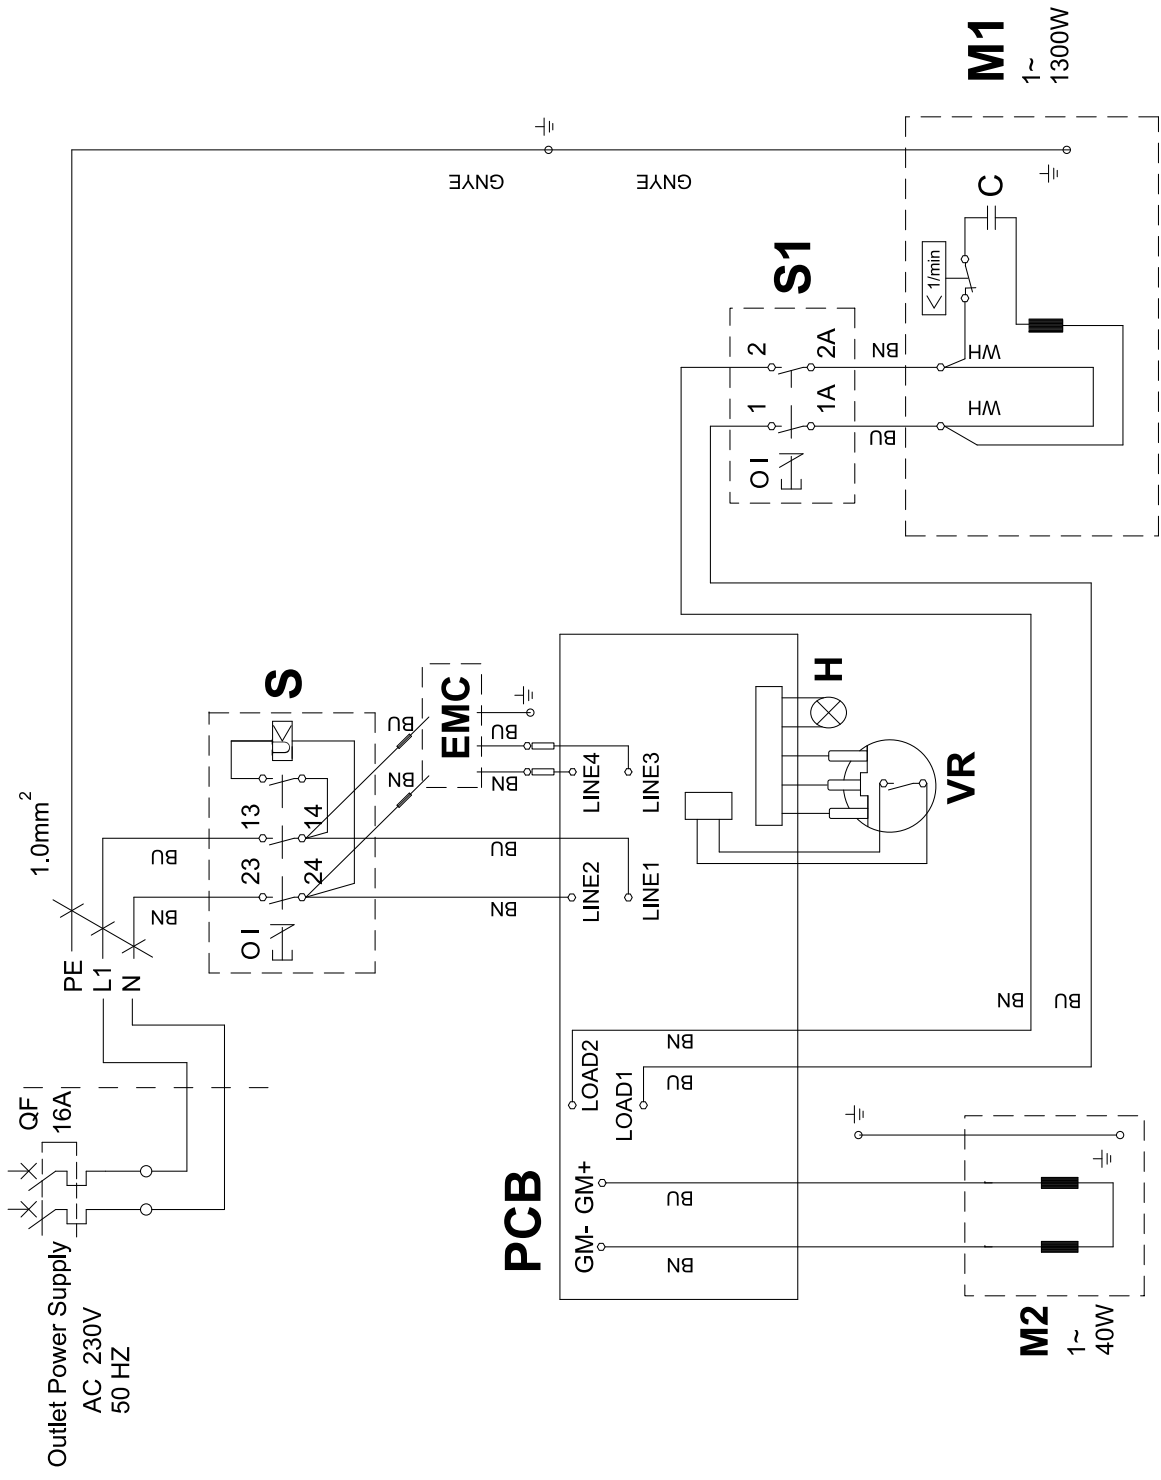 Outlet Power Supply
AC 230V
50 HZ
QF
16A
PE
L1
N
1.0mm²
BU
BN
S
O I
23
24
13
14
U<
BU
BN
EMC
BN
BU
BN
BU
PCB
GM-
GM+
LOAD2
LOAD1
LINE2
LINE1
LINE4
LINE3
BN
BU
BN
BU
BN
BU
H
VR
M2
1~
40W
S1
O I
1
2
1A
2A
BU
BN
GNYE
GNYE
M1
1~
1300W
< 1/min
C
WH
WH